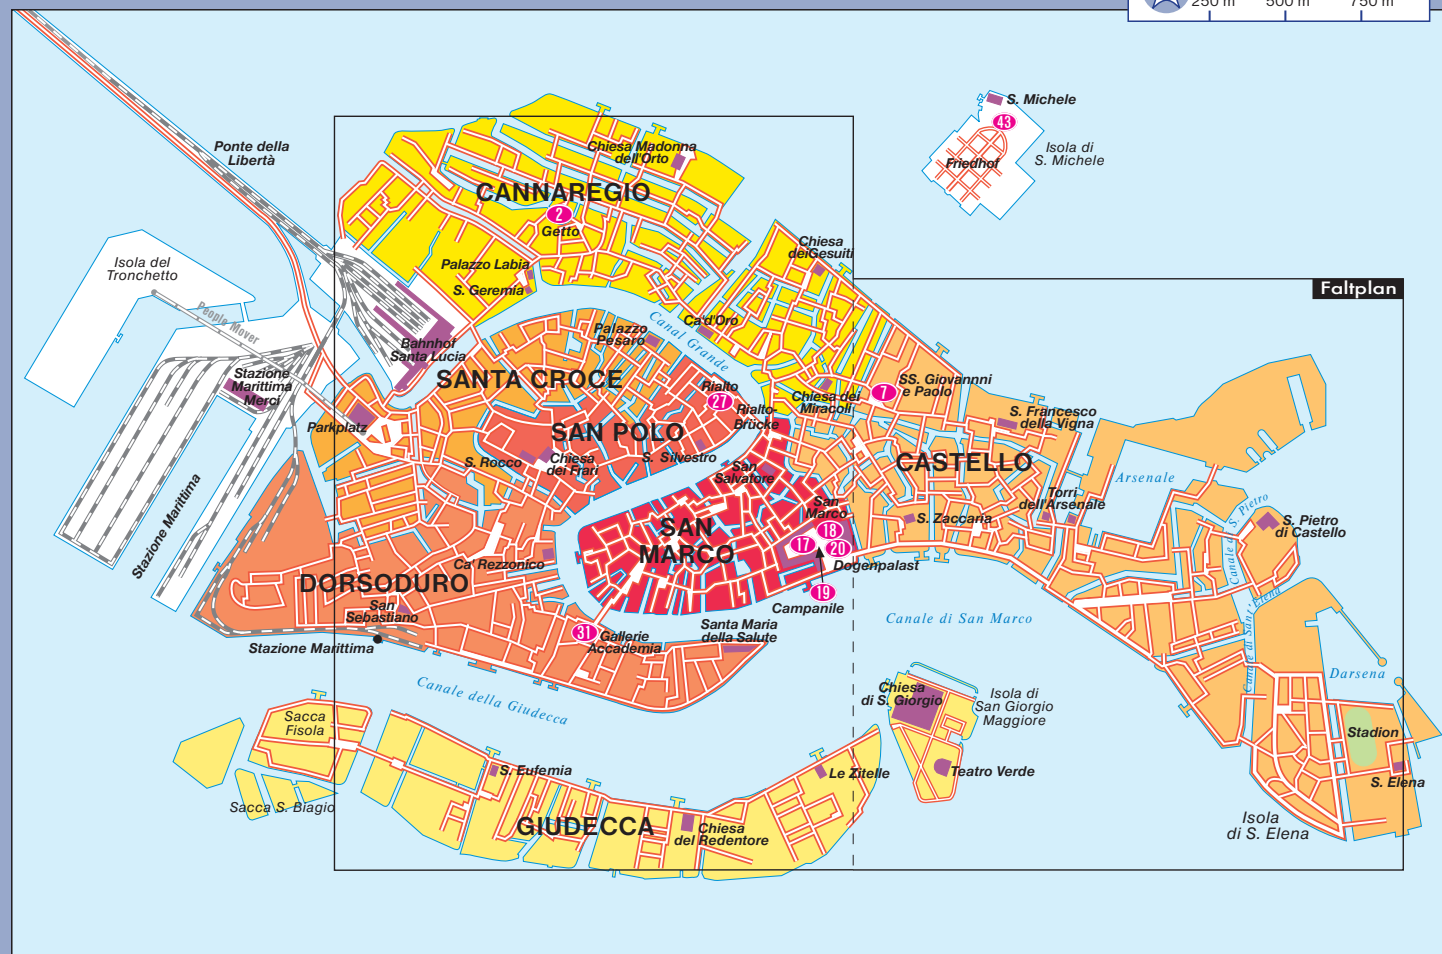 250 m 500 m 750 m
S. Michele
43
Friedhof
Isola di
S. Michele
Ponte della
Libertà
Chiesa Madonna
dell'Orto
CANNAREGIO
2
Getto
Palazzo Labia
S. Geremia
Chiesa
deiGesuiti
Isola del
Tronchetto
People Mover
Faltplan
Canal Grande
Ca'd'Oro
Palazzo
Pesaro
Bahnhof
Santa Lucia
Stazione
Marittima
Merci
SANTA CROCE
Rialto
27
Rialto-
Brücke
Chiesa dei
Miracoli
7
SS. Giovannni
e Paolo
S. Francesco
della Vigna
Parkplatz
SAN POLO
S. Rocco
Chiesa
dei Frari
S. Silvestro
San
Salvatore
CASTELLO
Arsenale
Torri
dell'Arsenale
Stazione Marittima
San
Marco
18
17
20
S. Zaccaria
Dogenpalast
SAN
MARCO
Canale di S. Pietro
S. Pietro
di Castello
Ca' Rezzonico
DORSODURO
San
Sebastiano
19
Campanile
Canale di San Marco
Canale di Sant' Elena
31
Gallerie
Accademia
Santa Maria
della Salute
Stazione Marittima
Canale della Giudecca
Chiesa
di S. Giorgio
Isola di
San Giorgio
Maggiore
Darsena
Sacca
Fisola
Stadion
S. Eufemia
Le Zitelle
Teatro Verde
S. Elena
Sacca S. Biagio
GIUDECCA
Chiesa
del Redentore
Isola
di S. Elena